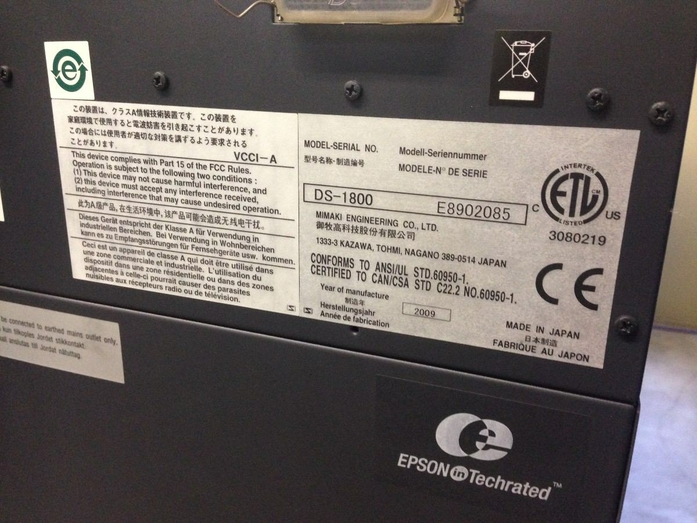 この装置は、クラスA情報技術装置です。この装置を
家庭環境で使用すると電波妨害を引き起こすことがあります。
この場合には使用者が適切な対策を講ずるよう要求される
ことがあります。
VCCI-A
This device complies with Part 15 of the FCC Rules.
Operation is subject to the following two conditions :
(1) This device may not cause harmful interference, and
(2) this device must accept any interference received,
including interference that may cause undesired operation.
此为A级产品,在生活环境中,该产品可能会造成无线电干扰。
Dieses Gerät entspricht der Klasse A für Verwendung in
industriellen Bereichen. Bei Verwendung in Wohnbereichen
kann es zu Empfangsstörungen für Fernsehgeräte usw. kommen.
Ceci est un appareil de classe A qui doit être utilisé dans
une zone commerciale et industrielle. L'utilisation du
dispositif dans une zone résidentielle ou dans des zones
adjacentes à celle-ci pourrait causer des parasites
nuisibles aux récepteurs radio ou de télévision.
MODEL-SERIAL NO. Modell-Seriennummer
型号名称・制造编号 MODELE-N° DE SERIE
DS-1800 E8902085
MIMAKI ENGINEERING CO., LTD.
御牧高科技股份有限公司
1333-3 KAZAWA, TOHMI, NAGANO 389-0514 JAPAN
CONFORMS TO ANSI/UL STD.60950-1.
CERTIFIED TO CAN/CSA STD C22.2 NO.60950-1.
Year of manufacture
制造年
Herstellungsjahr
Année de fabrication
2009
INTERTEK
ETL CM
LISTED
C US
3080219
CE
MADE IN JAPAN
日本制造
FABRIQUE AU JAPON
be connected to earthed mains outlet only.
kun tilkoples Jordet stikkontakt.
skall anslutas till Jordat nätuttag.
e
EPSON in Techrated™